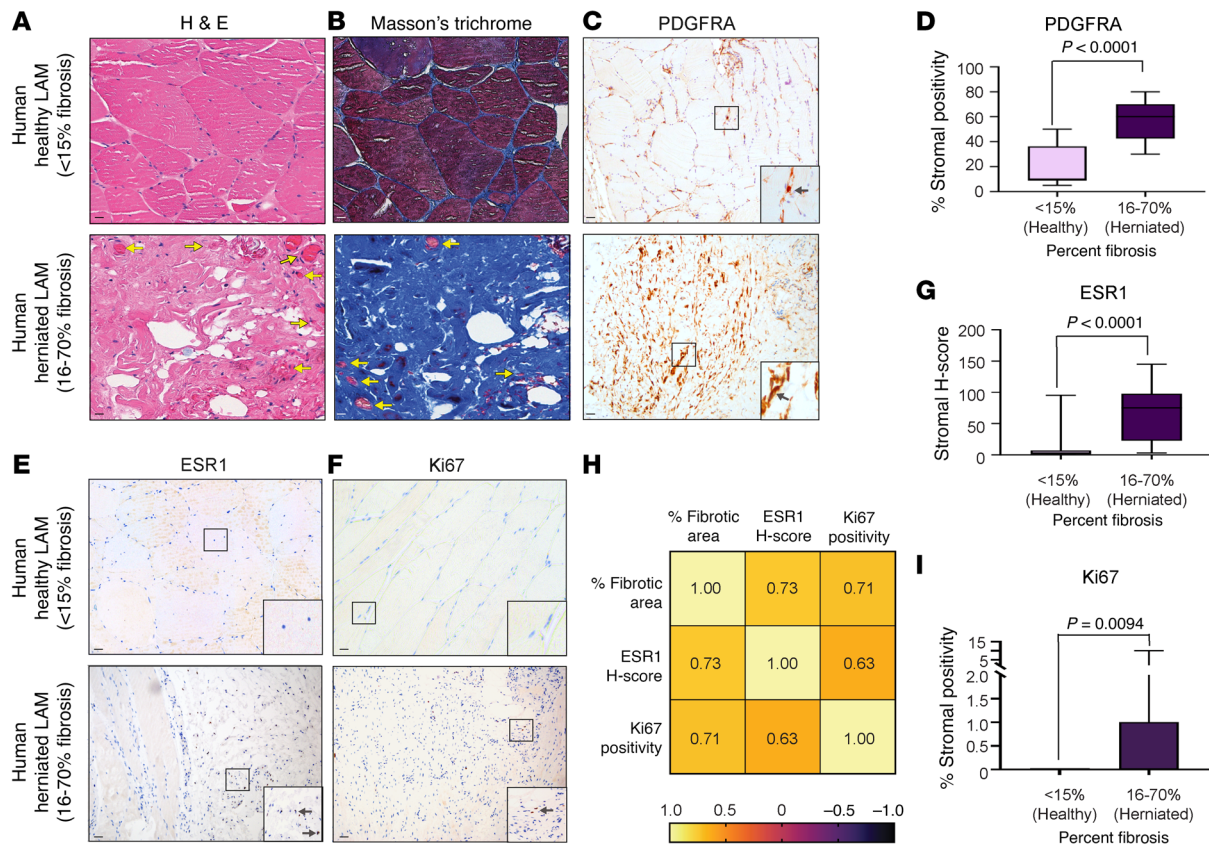 A
H & E
Human
healthy LAM
(<15% fibrosis)
Human
herniated LAM
(16-70% fibrosis)
B
Masson’s trichrome
C
PDGFRA
D
PDGFRA
P < 0.0001
% Stromal positivity
100
80
60
40
20
0
<15%
(Healthy)
16-70%
(Herniated)
Percent fibrosis
E
ESR1
Human
healthy LAM
(<15% fibrosis)
Human
herniated LAM
(16-70% fibrosis)
F
Ki67
G
ESR1
P < 0.0001
Stromal H-score
200
150
100
50
0
<15%
(Healthy)
16-70%
(Herniated)
Percent fibrosis
H
% Fibrotic
area
ESR1
H-score
Ki67
positivity
% Fibrotic
area
1.00 0.73 0.71
ESR1
H-score
0.73 1.00 0.63
Ki67
positivity
0.71 0.63 1.00
1.0 0.5 0 –0.5 -1.0
I
Ki67
P = 0.0094
% Stromal positivity
15
5
2.0
1.0
0.5
0
<15%
(Healthy)
16-70%
(Herniated)
Percent fibrosis